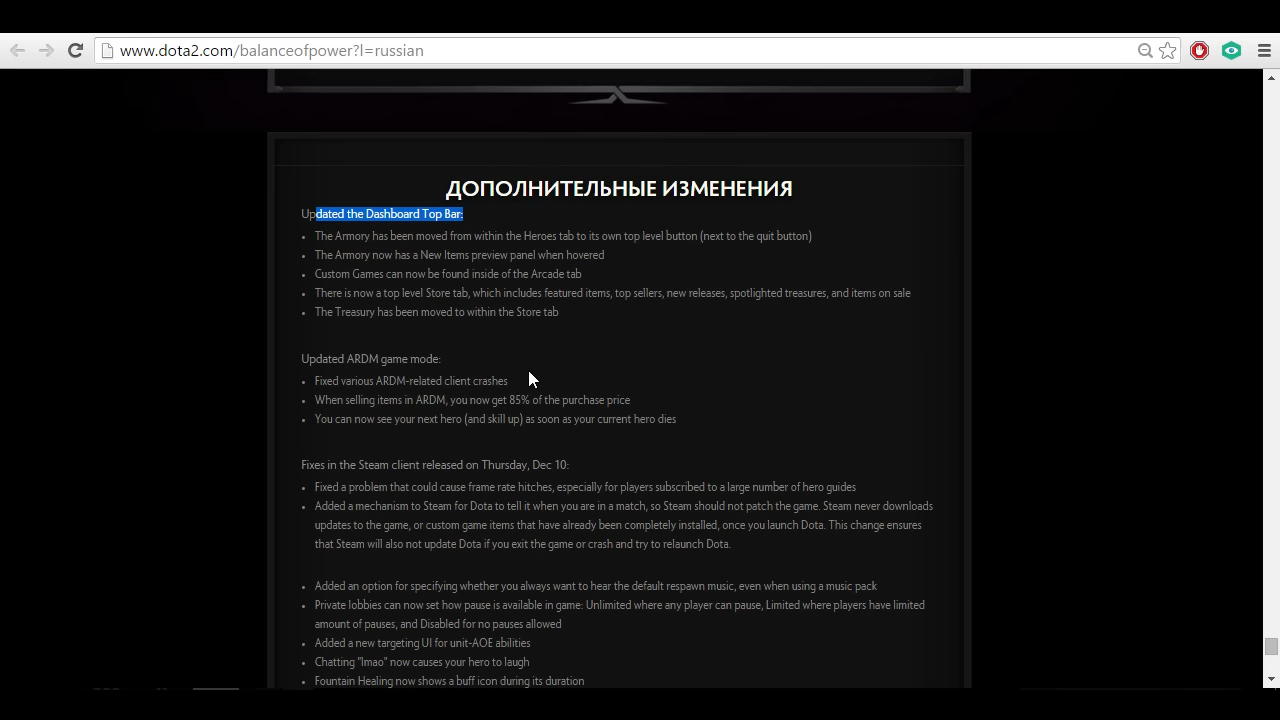 www.dota2.com/balanceofpower?l=russian
ДОПОЛНИТЕЛЬНЫЕ ИЗМЕНЕНИЯ
Updated the Dashboard Top Bar:
• The Armory has been moved from within the Heroes tab to its own top level button (next to the quit button)
• The Armory now has a New Items preview panel when hovered
• Custom Games can now be found inside of the Arcade tab
• There is now a top level Store tab, which includes featured items, top sellers, new releases, spotlighted treasures, and items on sale
• The Treasury has been moved to within the Store tab
Updated ARDM game mode:
• Fixed various ARDM-related client crashes
• When selling items in ARDM, you now get 85% of the purchase price
• You can now see your next hero (and skill up) as soon as your current hero dies
Fixes in the Steam client released on Thursday, Dec 10:
• Fixed a problem that could cause frame rate hitches, especially for players subscribed to a large number of hero guides
• Added a mechanism to Steam for Dota to tell it when you are in a match, so Steam should not patch the game. Steam never downloads
updates to the game, or custom game items that have already been completely installed, once you launch Dota. This change ensures
that Steam will also not update Dota if you exit the game or crash and try to relaunch Dota.
• Added an option for specifying whether you always want to hear the default respawn music, even when using a music pack
• Private lobbies can now set how pause is available in game: Unlimited where any player can pause, Limited where players have limited
amount of pauses, and Disabled for no pauses allowed
• Added a new targeting UI for unit-AOE abilities
• Chatting "lmao" now causes your hero to laugh
• Fountain Healing now shows a buff icon during its duration